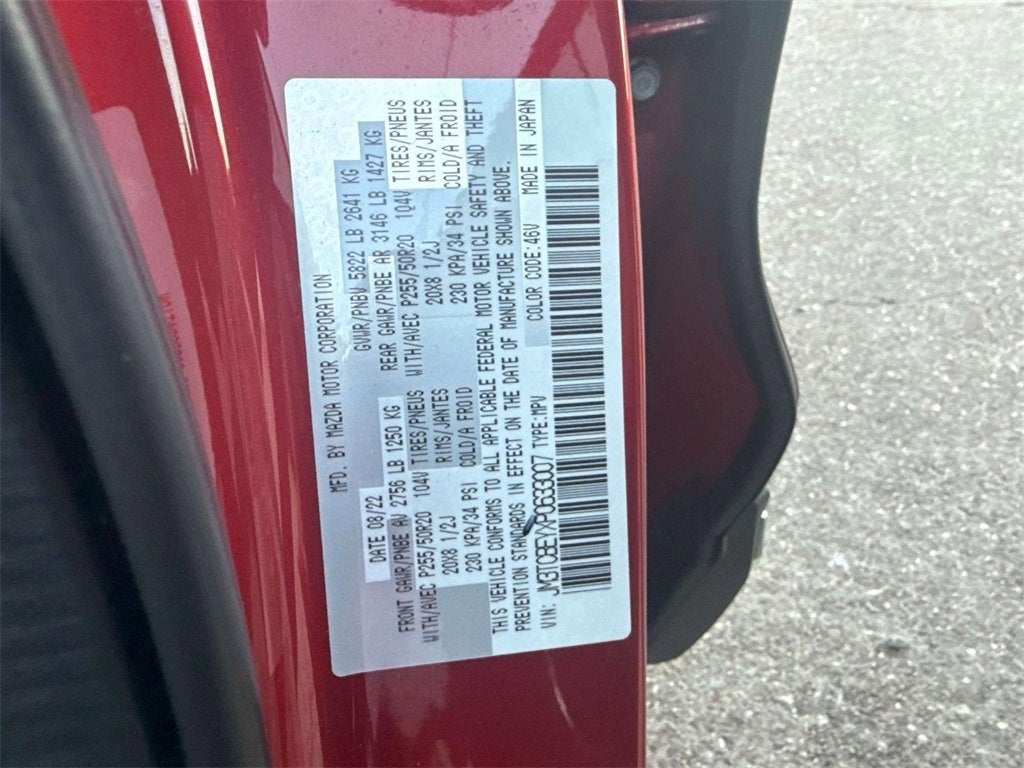 MFD. BY MAZDA MOTOR CORPORATION
DATE 08/22 GVWR/PNBV 5822 LB 2641 KG
FRONT GAWR/PNBE AV 2756 LB 1250 KG REAR GAWR/PNBE AR 3146 LB 1427 KG
WITH/AVEC P255/50R20 104V TIRES/PNEUS WITH/AVEC P255/50R20 104V TIRES/PNEUS
20X8 1/2J RIMS/JANTES 20X8 1/2J RIMS/JANTES
230 KPA/34 PSI COLD/A FROID 230 KPA/34 PSI COLD/A FROID
THIS VEHICLE CONFORMS TO ALL APPLICABLE FEDERAL MOTOR VEHICLE SAFETY AND THEFT
PREVENTION STANDARDS IN EFFECT ON THE DATE OF MANUFACTURE SHOWN ABOVE.
VIN: JM3TCBEYXP0633007 TYPE:MPV COLOR CODE:46V MADE IN JAPAN